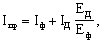 I_пр = I_ф + I_д E_д / E_ф ,